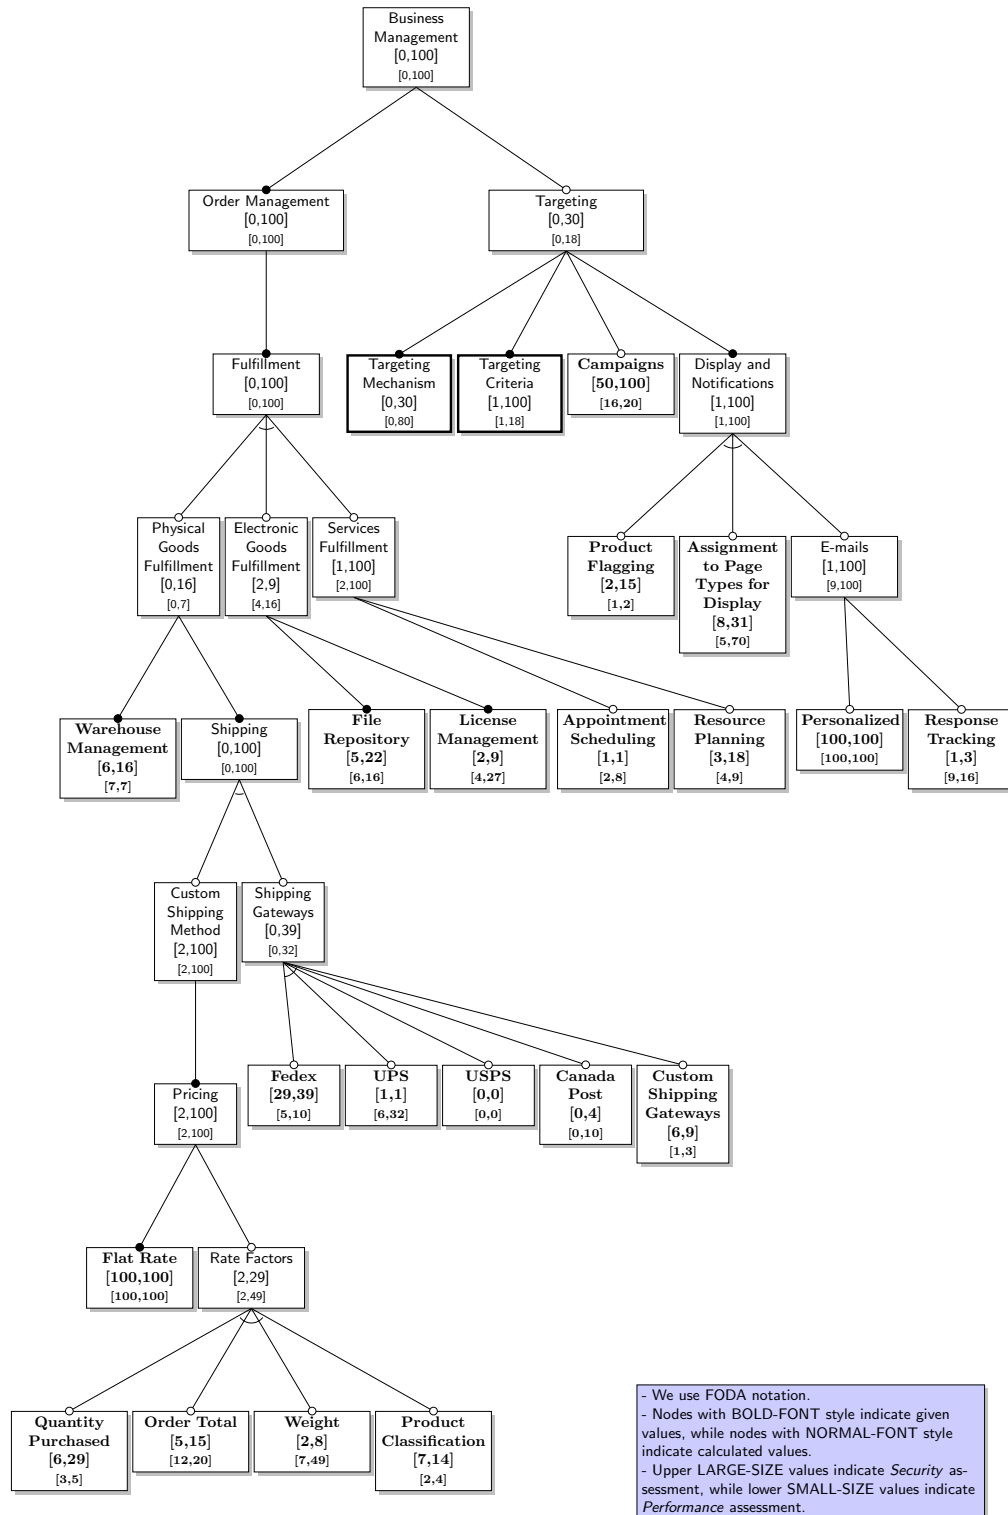 Business
Management
[0,100]
[0,100]
Order Management
[0,100]
[0,100]
Targeting
[0,30]
[0,18]
Fulfillment
[0,100]
[0,100]
Targeting
Mechanism
[0,30]
[0,80]
Targeting
Criteria
[1,100]
[1,18]
Campaigns
[50,100]
[16,20]
Display and
Notifications
[1,100]
[1,100]
Physical
Goods
Fulfillment
[0,16]
[0,7]
Electronic
Goods
Fulfillment
[2,9]
[4,16]
Services
Fulfillment
[1,100]
[2,100]
Product
Flagging
[2,15]
[1,2]
Assignment
to Page
Types for
Display
[8,31]
[5,70]
E-mails
[1,100]
[9,100]
Warehouse
Management
[6,16]
[7,7]
Shipping
[0,100]
[0,100]
File
Repository
[5,22]
[6,16]
License
Management
[2,9]
[4,27]
Appointment
Scheduling
[1,1]
[2,8]
Resource
Planning
[3,18]
[4,9]
Personalized
[100,100]
[100,100]
Response
Tracking
[1,3]
[9,16]
Custom
Shipping
Method
[2,100]
[2,100]
Shipping
Gateways
[0,39]
[0,32]
Pricing
[2,100]
[2,100]
Fedex
[29,39]
[5,10]
UPS
[1,1]
[6,32]
USPS
[0,0]
[0,0]
Canada
Post
[0,4]
[0,10]
Custom
Shipping
Gateways
[6,9]
[1,3]
Flat Rate
[100,100]
[100,100]
Rate Factors
[2,29]
[2,49]
Quantity
Purchased
[6,29]
[3,5]
Order Total
[5,15]
[12,20]
Weight
[2,8]
[7,49]
Product
Classification
[7,14]
[2,4]
- We use FODA notation.
- Nodes with BOLD-FONT style indicate given
values, while nodes with NORMAL-FONT style
indicate calculated values.
- Upper LARGE-SIZE values indicate Security as-
sessment, while lower SMALL-SIZE values indicate
Performance assessment.